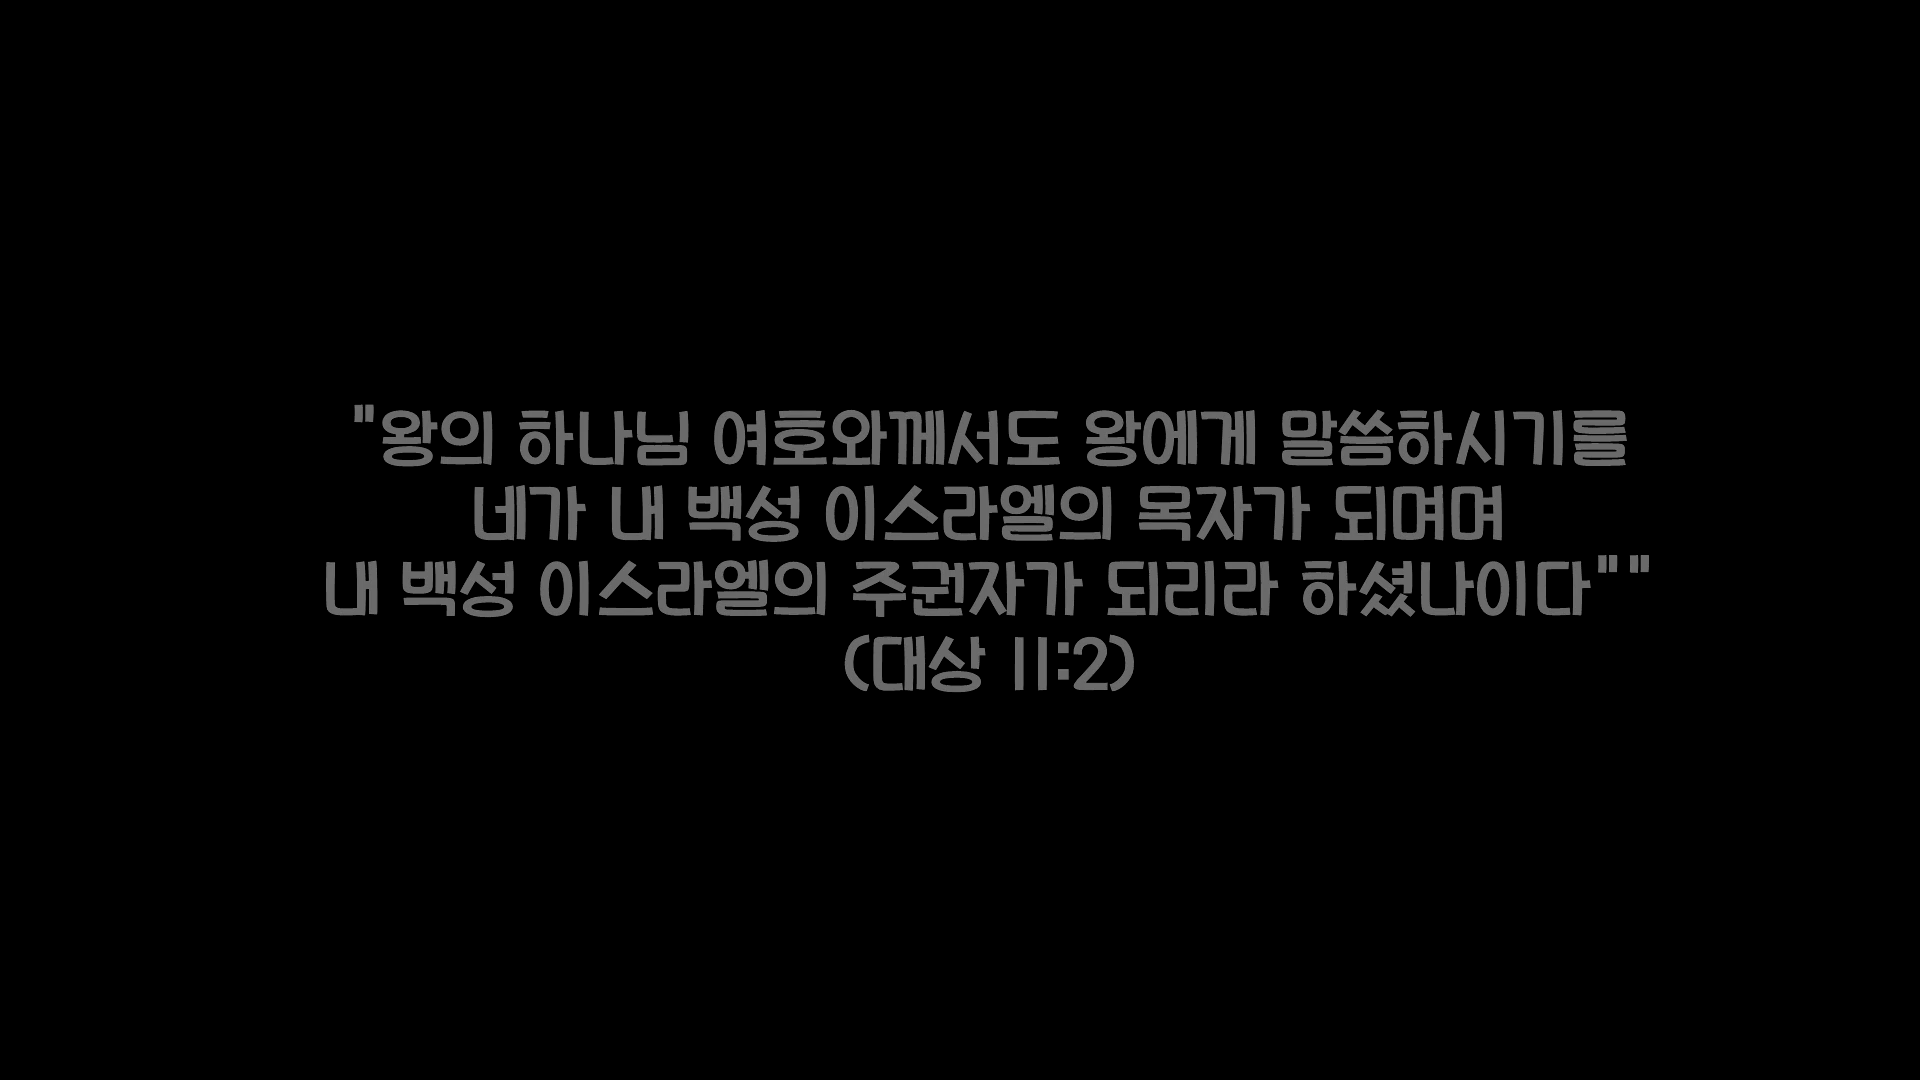 "왕의 하나님 여호와께서도 왕에게 말씀하시기를
네가 내 백성 이스라엘의 목자가 되며며
내 백성 이스라엘의 주권자가 되리라 하셨나이다""
(대상 11:2)